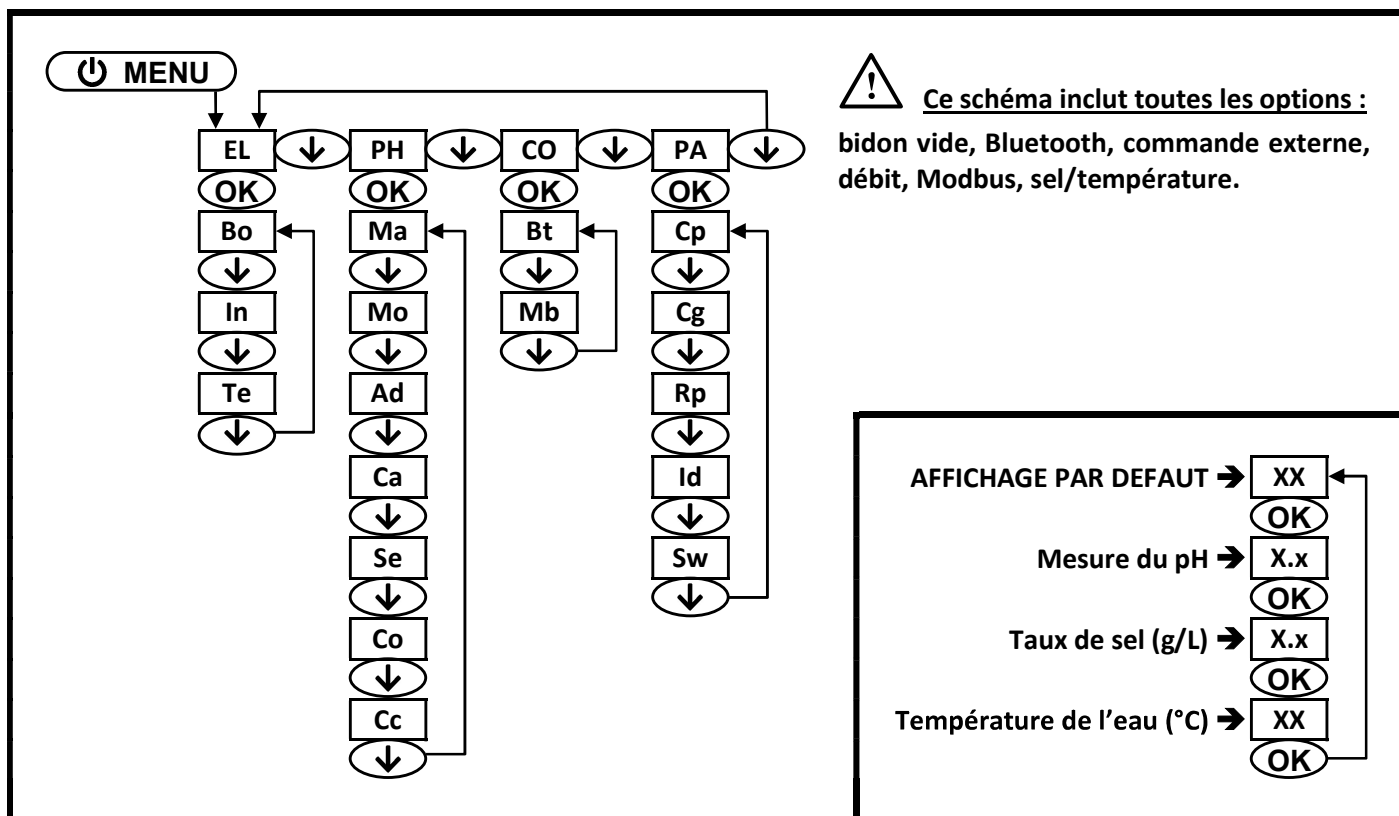 MENU
Ce schéma inclut toutes les options :
bidon vide, Bluetooth, commande externe,
débit, Modbus, sel/température.
EL PH CO PA
OK OK OK OK
Bo Ma Bt Cp
In Mo Mb Cg
Te Ad Rp
Ca Id
Se Sw
Co
Cc
AFFICHAGE PAR DEFAUT XX
OK
Mesure du pH X.x
OK
Taux de sel (g/L) X.x
OK
Température de l’eau (°C) XX
OK